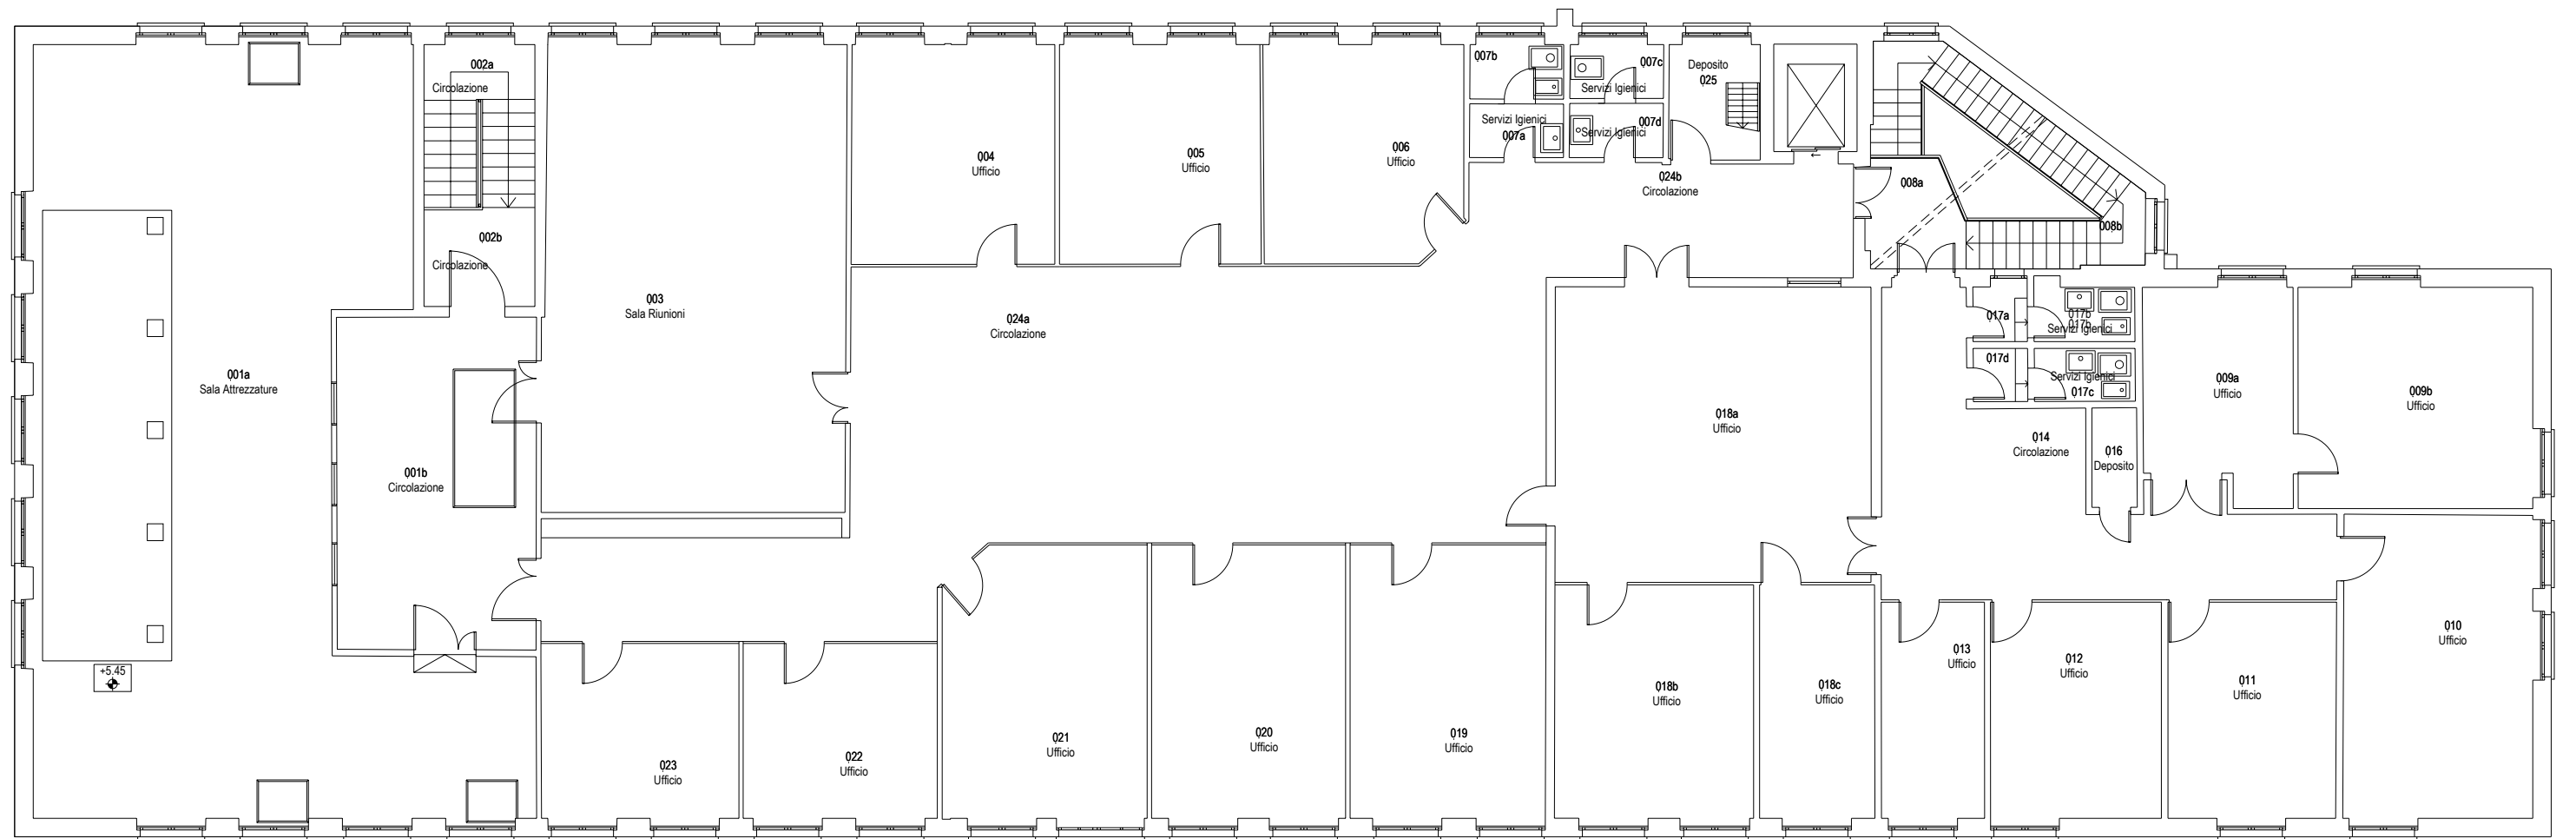 002a
Circolazione
002b
Circolazione
003
Sala Riunioni
004
Ufficio
005
Ufficio
006
Ufficio
007b
Servizi Igienici
007a
007c
Servizi Igienici
007d
Servizi Igienici
Deposito
025
024b
Circolazione
008a
008b
001a
Sala Attrezzature
001b
Circolazione
024a
Circolazione
018a
Ufficio
017a
017b
017b
Servizi Igienici
017d
Servizi Igienici
017c
014
Circolazione
016
Deposito
009a
Ufficio
009b
Ufficio
+5.45
023
Ufficio
022
Ufficio
021
Ufficio
020
Ufficio
019
Ufficio
018b
Ufficio
018c
Ufficio
013
Ufficio
012
Ufficio
011
Ufficio
010
Ufficio